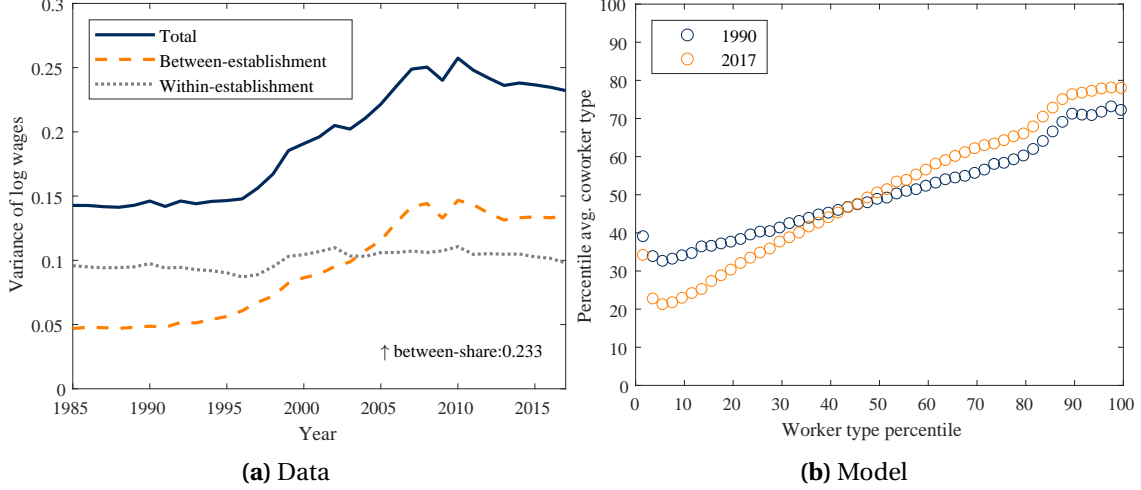 0.3
0.25
0.2
0.15
0.1
0.05
0
Variance of log wages
Total
Between-establishment
Within-establishment
↑ between-share:0.233
1985 1990 1995 2000 2005 2010 2015
Year
(a) Data
100
90
80
70
60
50
40
30
20
10
0
Percentile avg. coworker type
1990
2017
0 10 20 30 40 50 60 70 80 90 100
Worker type percentile
(b) Model